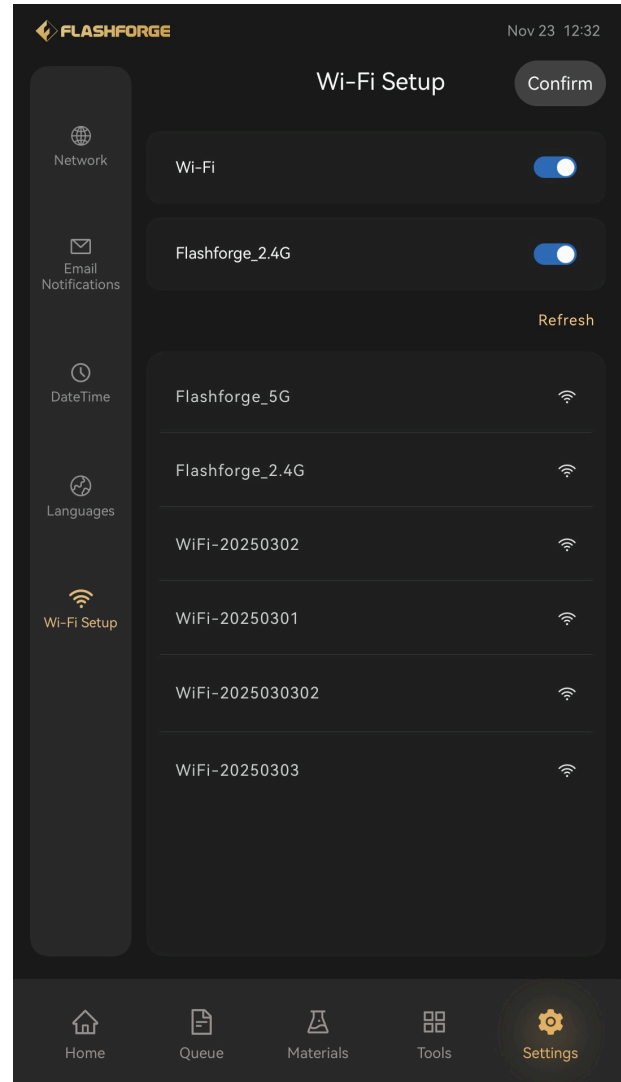 FLASHFORGE
Nov 23 12:32
Wi-Fi Setup
Confirm
Network
Email
Notifications
DateTime
Languages
Wi-Fi Setup
Wi-Fi
Flashforge_2.4G
Refresh
Flashforge_5G
Flashforge_2.4G
WiFi-20250302
WiFi-20250301
WiFi-2025030302
WiFi-20250303
Home
Queue
Materials
Tools
Settings